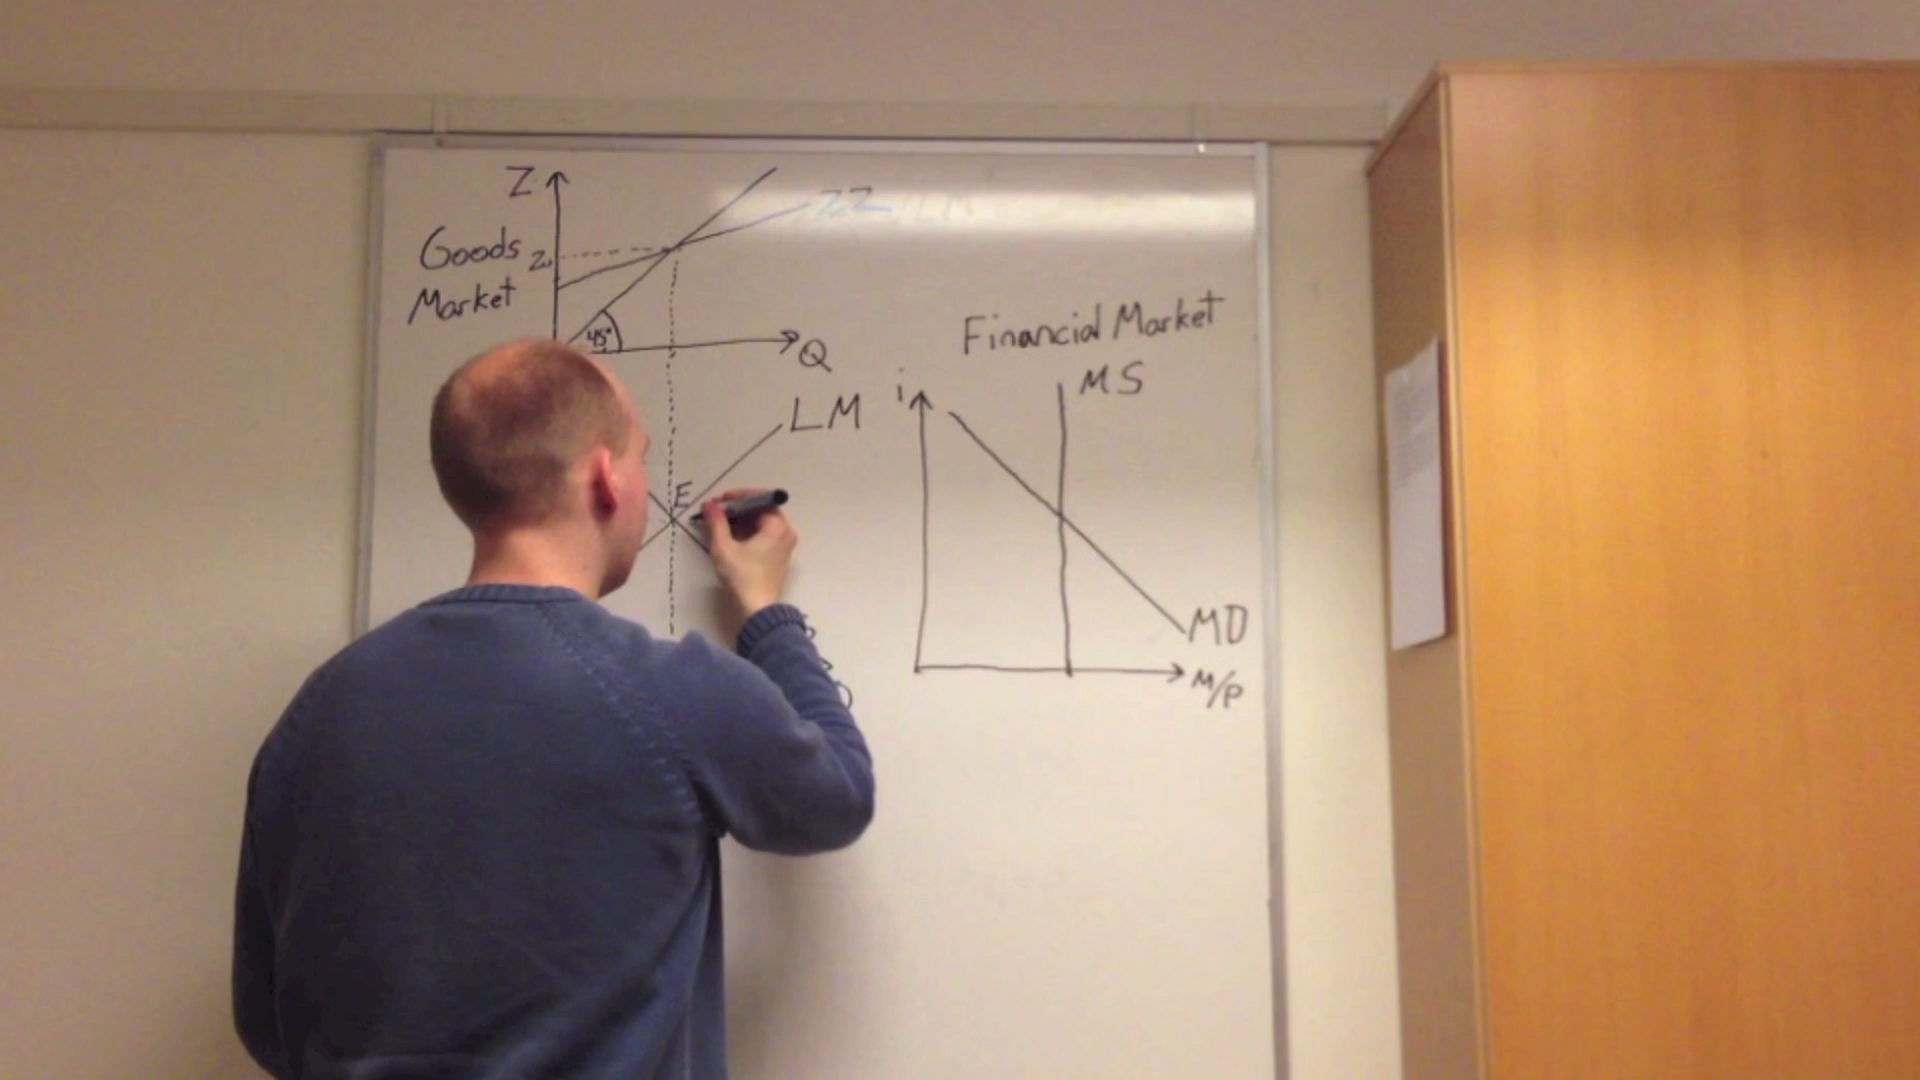 Z
ZZ
Goods
Z₀
Market
45°
Q
Financial Market
i
MS
LM
E
MD
M/P